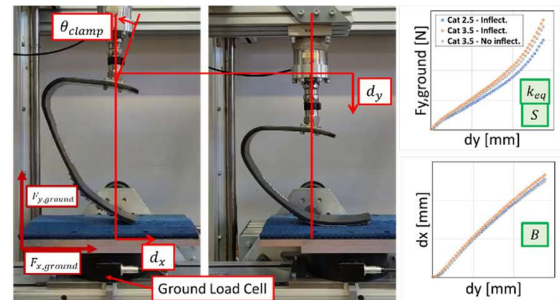 θclamp
dy
Fy,ground
Fx,ground
dx
Ground Load Cell
Fy,ground [N]
Cat 2.5 - Inflect.
Cat 3.5 - Inflect.
Cat 3.5 - No inflect.
keq
S
dy [mm]
dx [mm]
B
dy [mm]